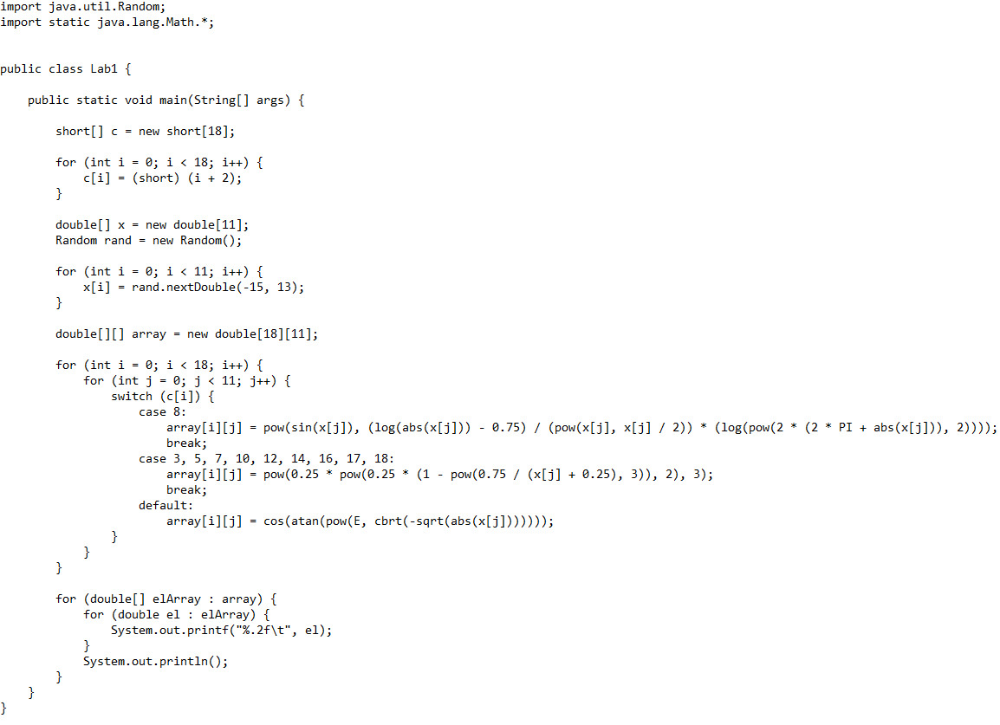 import java.util.Random;
import static java.lang.Math.*;


public class Lab1 {

    public static void main(String[] args) {

        short[] c = new short[18];

        for (int i = 0; i < 18; i++) {
            c[i] = (short) (i + 2);
        }

        double[] x = new double[11];
        Random rand = new Random();

        for (int i = 0; i < 11; i++) {
            x[i] = rand.nextDouble(-15, 13);
        }

        double[][] array = new double[18][11];

        for (int i = 0; i < 18; i++) {
            for (int j = 0; j < 11; j++) {
                switch (c[i]) {
                    case 8:
                        array[i][j] = pow(sin(x[j]), (log(abs(x[j])) - 0.75) / (pow(x[j], x[j] / 2)) * (log(pow(2 * (2 * PI + abs(x[j])), 2))));
                        break;
                    case 3, 5, 7, 10, 12, 14, 16, 17, 18:
                        array[i][j] = pow(0.25 * pow(0.25 * (1 - pow(0.75 / (x[j] + 0.25), 3)), 2), 3);
                        break;
                    default:
                        array[i][j] = cos(atan(pow(E, cbrt(-sqrt(abs(x[j]))))));
                }
            }
        }

        for (double[] elArray : array) {
            for (double el : elArray) {
                System.out.printf("%.2f\t", el);
            }
            System.out.println();
        }
    }
}